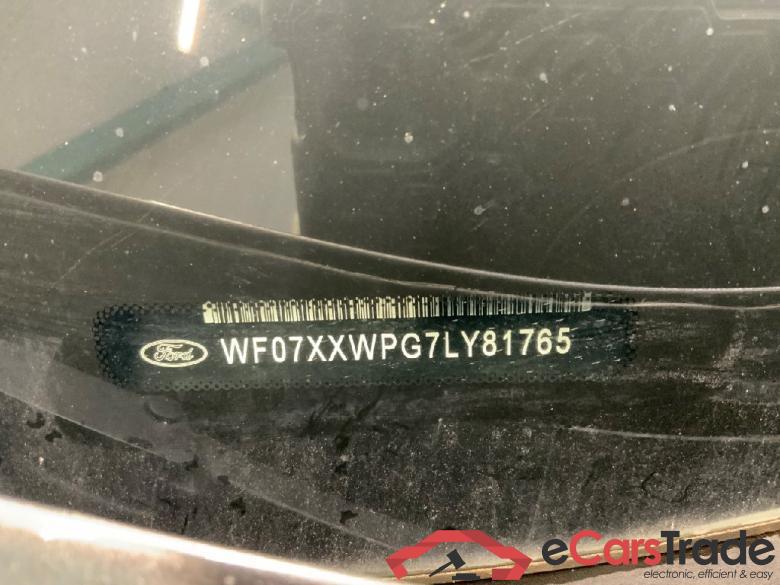 Ford WF07XXWPG7LY81765
eCarsTrade
electronic, efficient & easy